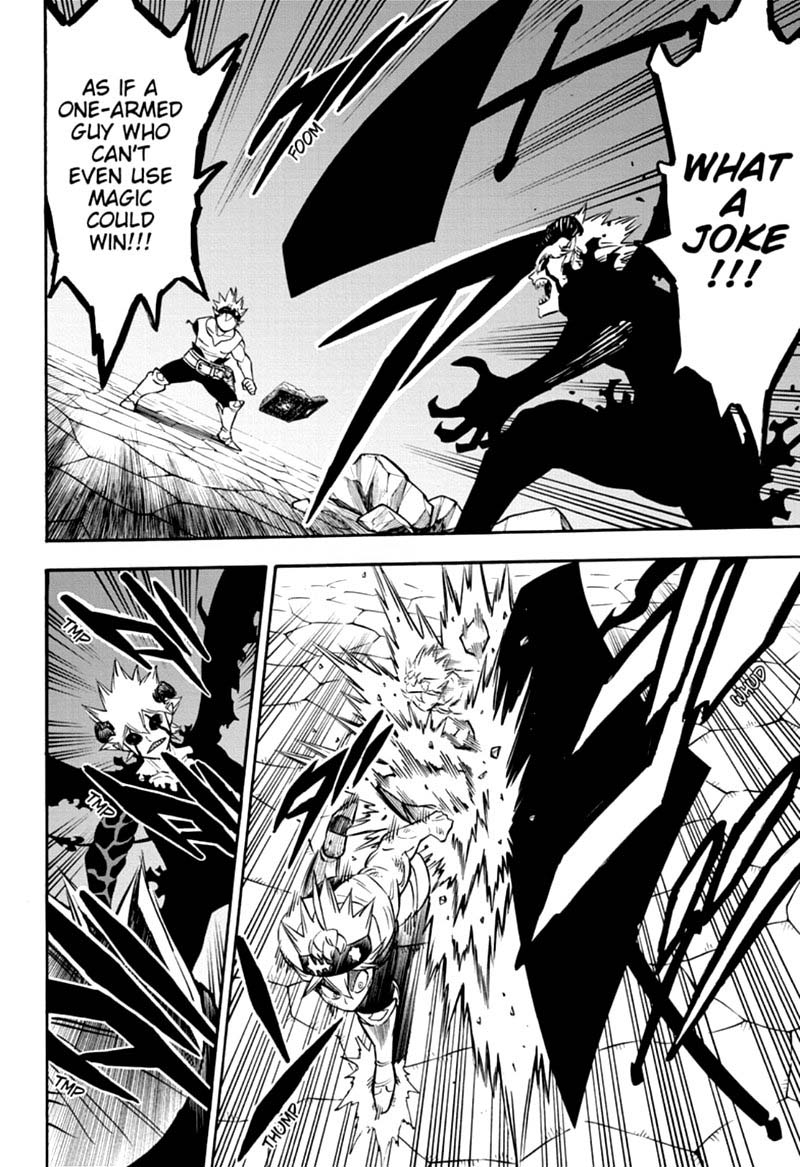 WHAT
A
JOKE
!!!
AS IF A
ONE-ARMED
GUY WHO
CAN'T
EVEN USE
MAGIC
COULD
WIN!!!
FOOM
WHUD
THUMP
TMP
TMP
TMP